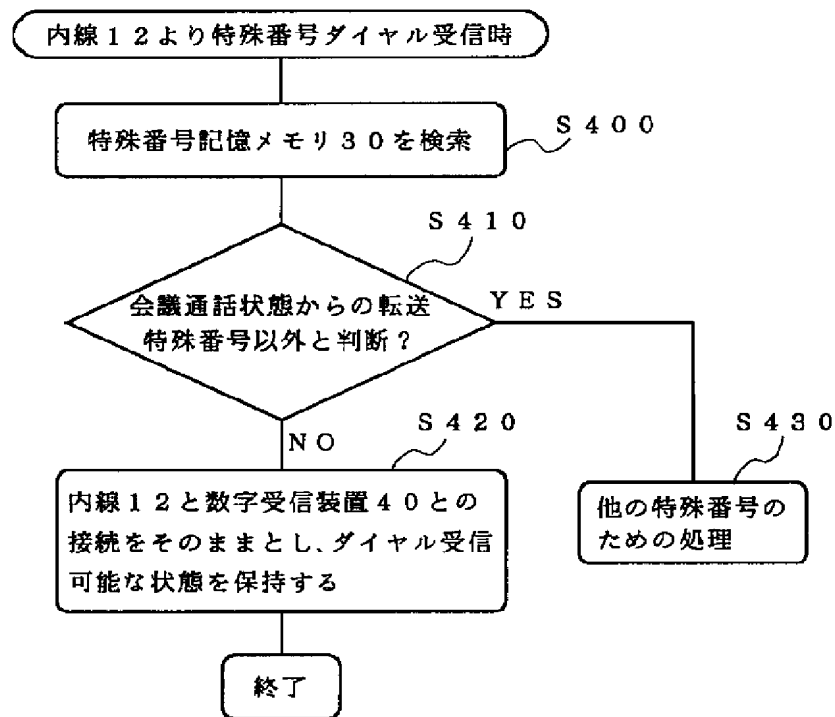 内線１２より特殊番号ダイヤル受信時
特殊番号記憶メモリ３０を検索
Ｓ４００
Ｓ４１０
会議通話状態からの転送
特殊番号以外と判断？
ＹＥＳ
ＮＯ
Ｓ４２０
Ｓ４３０
内線１２と数字受信装置４０との
接続をそのままとし、ダイヤル受信
可能な状態を保持する
他の特殊番号の
ための処理
終了